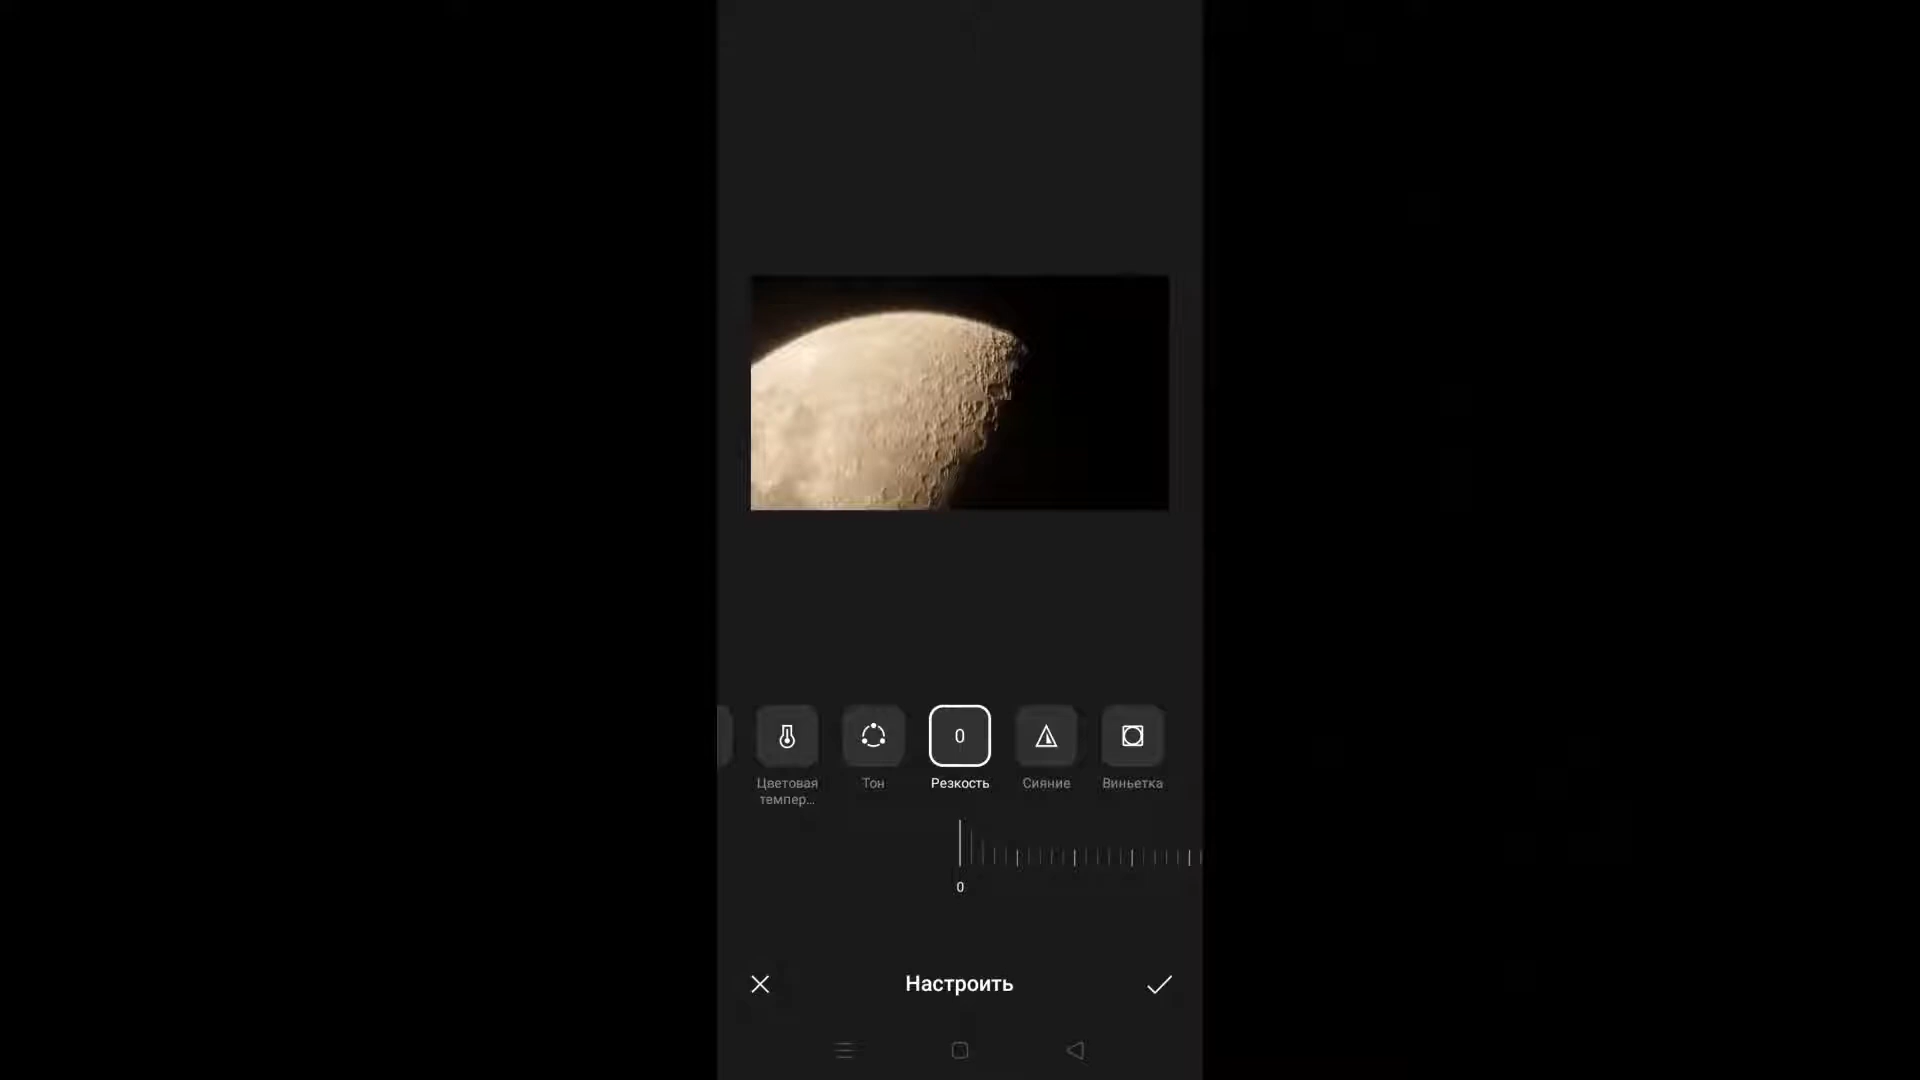 0
Цветовая
темпер...
Тон
Резкость
Сияние
Виньетка
0
Настроить